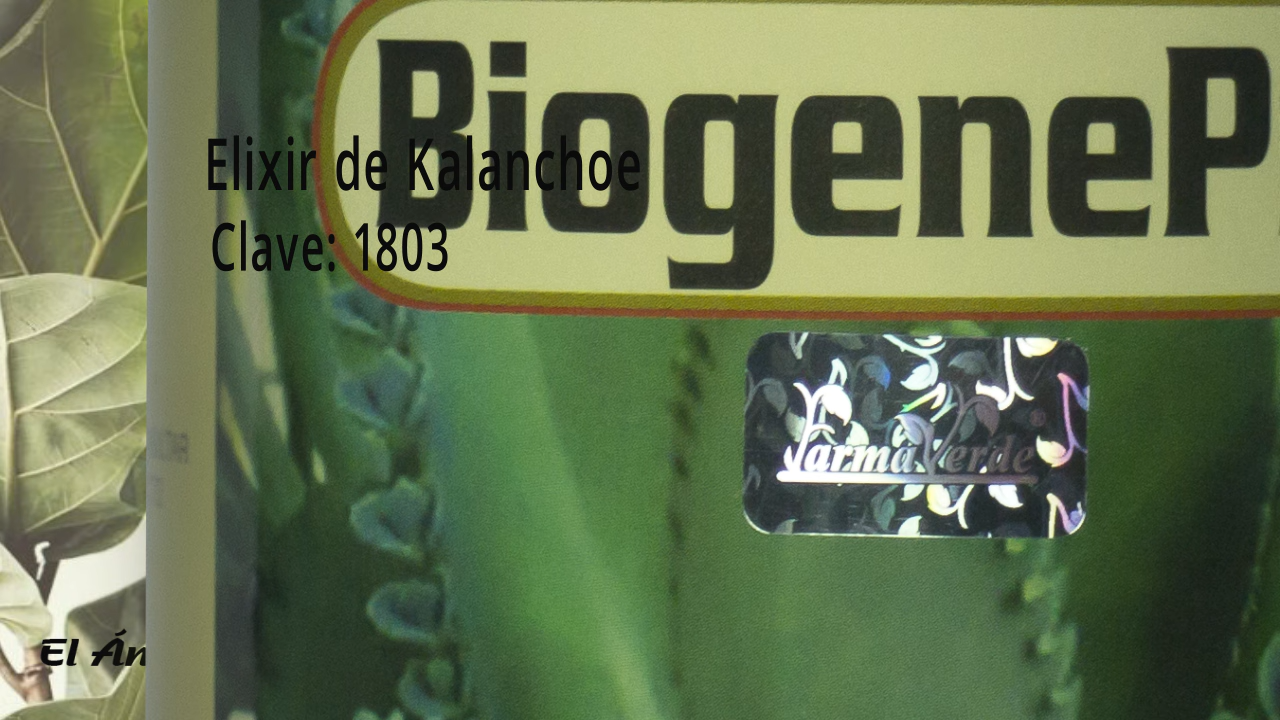 BiogeneP
Elixir de Kalanchoe
Clave: 1803
FarmaVerde®
El Án